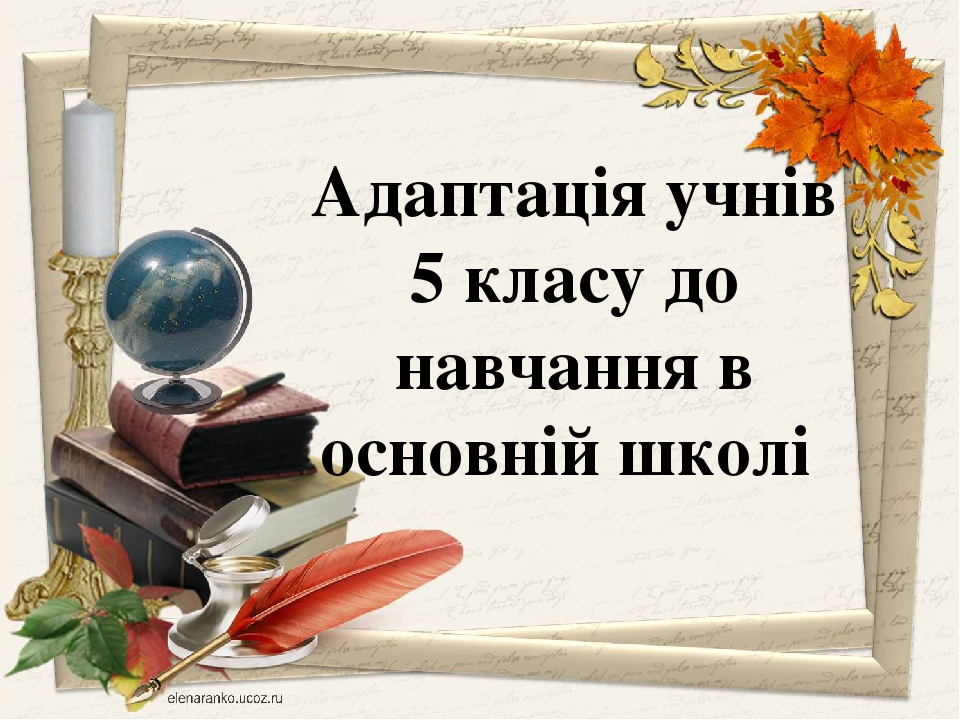 Адаптація учнів
5 класу до
навчання в
основній школі
elenaranko.ucoz.ru